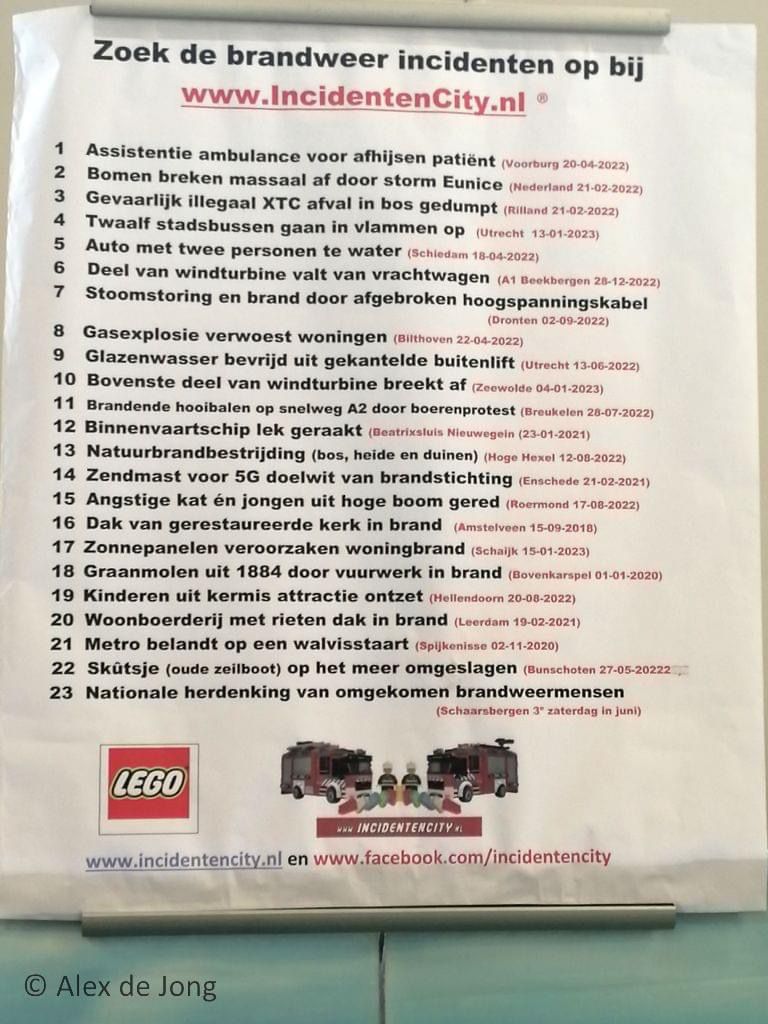 Zoek de brandweer incidenten op bij
www.IncidentenCity.nl ®
1 Assistentie ambulance voor afhijsen patiënt (Voorburg 20-04-2022)
2 Bomen breken massaal af door storm Eunice (Nederland 21-02-2022)
3 Gevaarlijk illegaal XTC afval in bos gedumpt (Rilland 21-02-2022)
4 Twaalf stadsbussen gaan in vlammen op (Utrecht 13-01-2023)
5 Auto met twee personen te water (Schiedam 18-04-2022)
6 Deel van windturbine valt van vrachtwagen (A1 Beekbergen 28-12-2022)
7 Stoomstoring en brand door afgebroken hoogspanningskabel
(Dronten 02-09-2022)
8 Gasexplosie verwoest woningen (Bilthoven 22-04-2022)
9 Glazenwasser bevrijd uit gekantelde buitenlift (Utrecht 13-06-2022)
10 Bovenste deel van windturbine breekt af (Zeewolde 04-01-2023)
11 Brandende hooibalen op snelweg A2 door boerenprotest (Breukelen 28-07-2022)
12 Binnenvaartschip lek geraakt (Beatrixsluis Nieuwegein (23-01-2021)
13 Natuurbrandbestrijding (bos, heide en duinen) (Hoge Hexel 12-08-2022)
14 Zendmast voor 5G doelwit van brandstichting (Enschede 21-02-2021)
15 Angstige kat én jongen uit hoge boom gered (Roermond 17-08-2022)
16 Dak van gerestaureerde kerk in brand (Amstelveen 15-09-2018)
17 Zonnepanelen veroorzaken woningbrand (Schaijk 15-01-2023)
18 Graanmolen uit 1884 door vuurwerk in brand (Bovenkarspel 01-01-2020)
19 Kinderen uit kermis attractie ontzet (Hellendoorn 20-08-2022)
20 Woonboerderij met rieten dak in brand (Leerdam 19-02-2021)
21 Metro belandt op een walvisstaart (Spijkenisse 02-11-2020)
22 Skûtsje (oude zeilboot) op het meer omgeslagen (Bunschoten 27-05-20222
23 Nationale herdenking van omgekomen brandweermensen
(Schaarsbergen 3e zaterdag in juni)
LEGO
www INCIDENTENCITY.NL
www.incidentencity.nl en www.facebook.com/incidentencity
© Alex de Jong